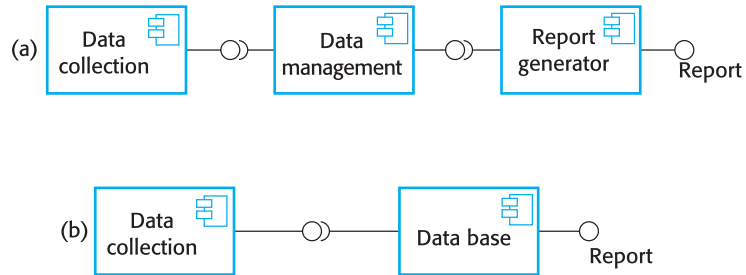 (a)
Data
collection
Data
management
Report
generator
Report
(b)
Data
collection
Data base
Report